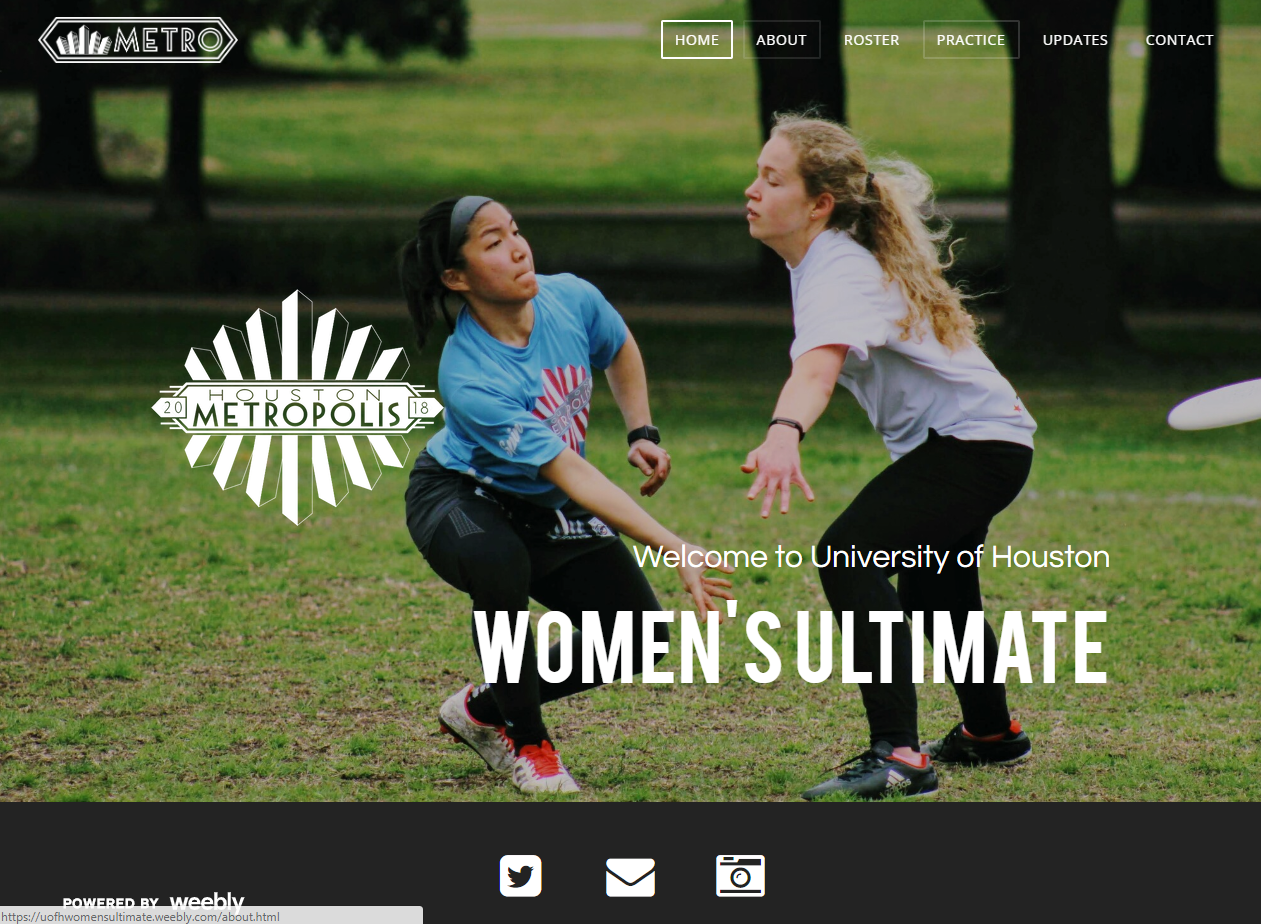 METRO
HOME ABOUT ROSTER PRACTICE UPDATES CONTACT
HOUSTON
20 METROPOLIS 18
Welcome to University of Houston
WOMEN'S ULTIMATE
POWERED BY weebly
https://uofhwomensultimate.weebly.com/about.html